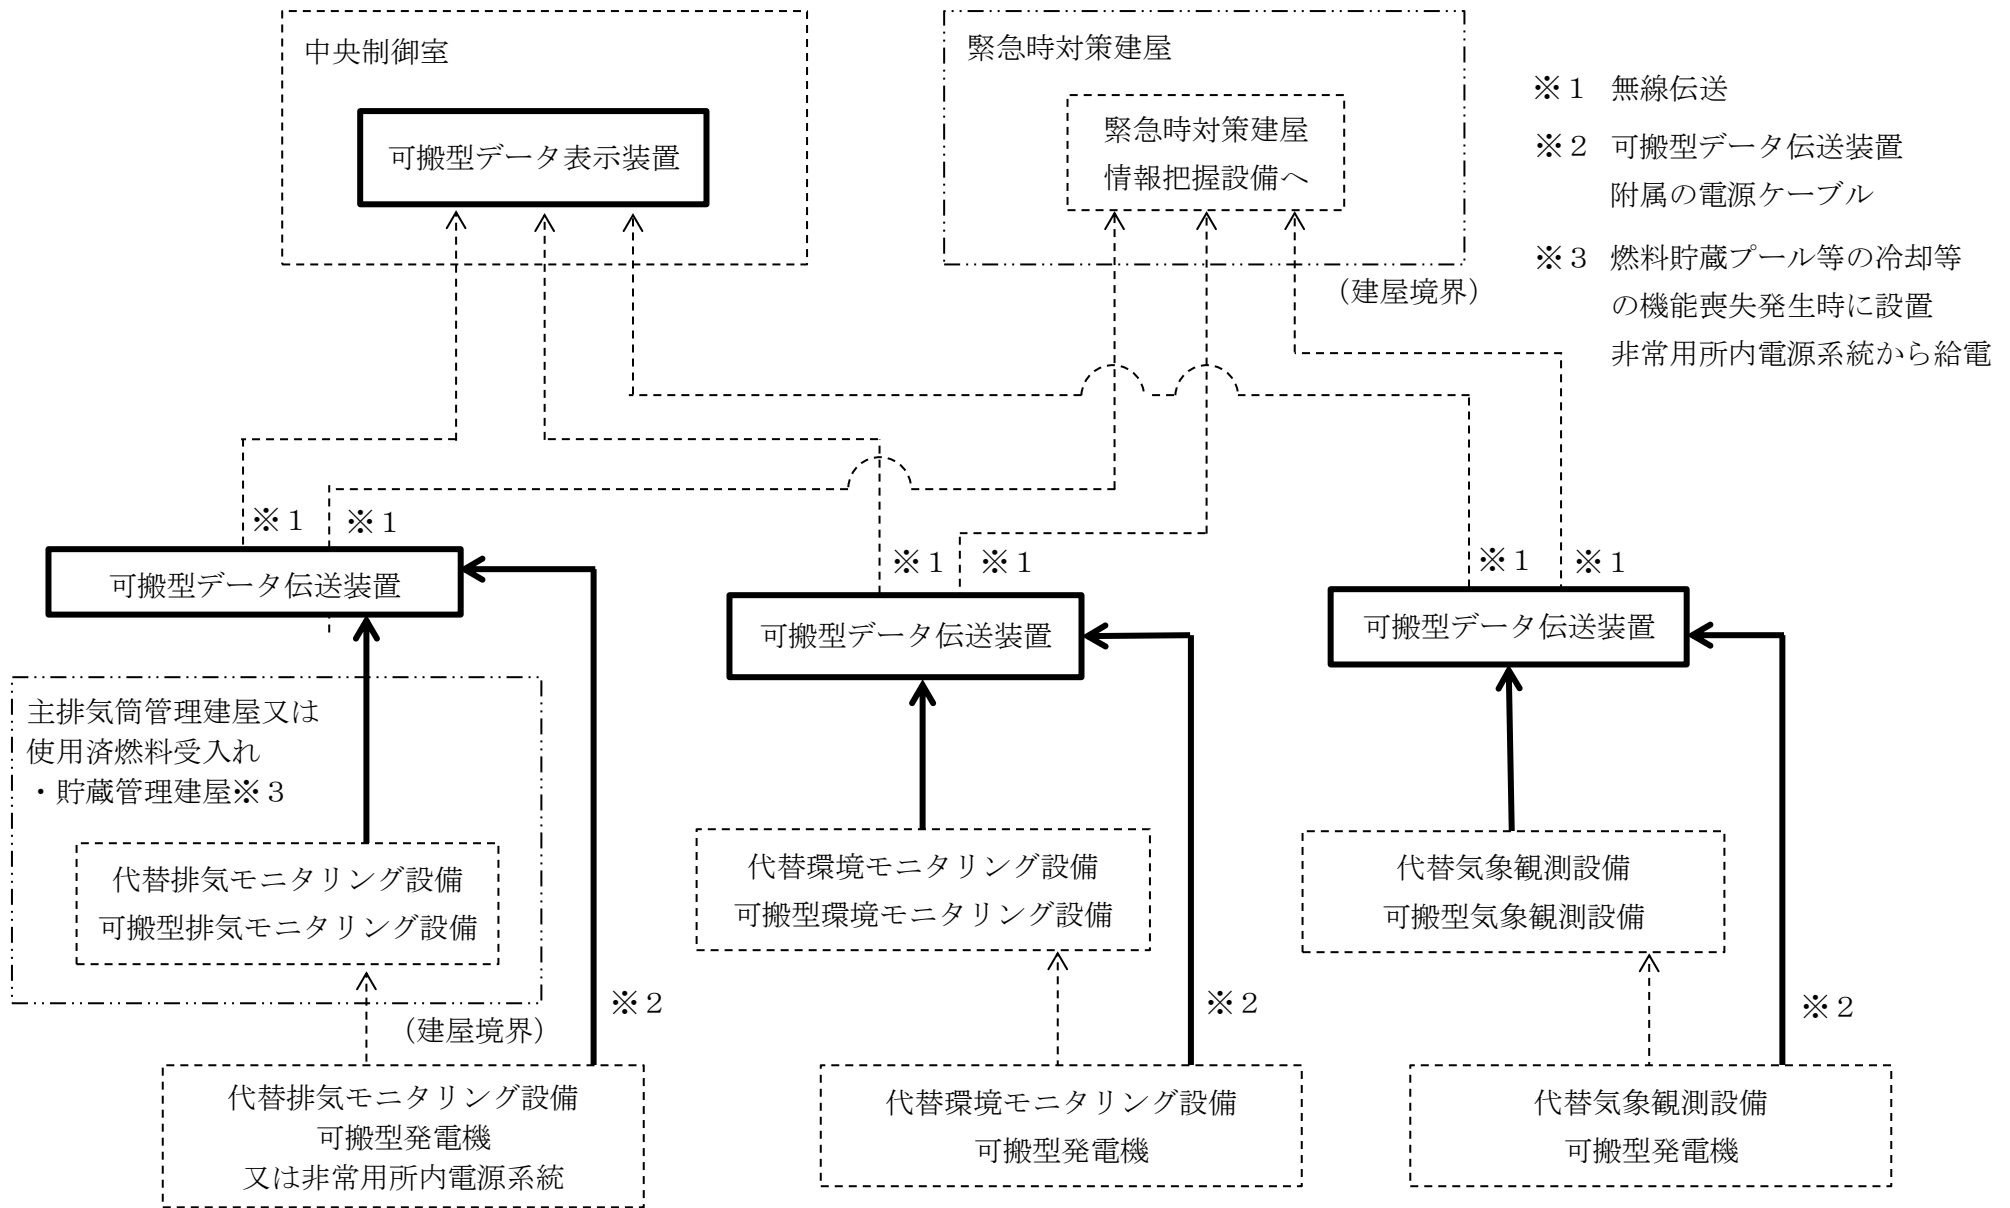 中央制御室
可搬型データ表示装置
緊急時対策建屋
緊急時対策建屋
情報把握設備へ
(建屋境界)
※1 無線伝送
※2 可搬型データ伝送装置
附属の電源ケーブル
※3 燃料貯蔵プール等の冷却等
の機能喪失発生時に設置
非常用所内電源系統から給電
※1
※1
可搬型データ伝送装置
※1
※1
可搬型データ伝送装置
※1
※1
可搬型データ伝送装置
主排気筒管理建屋又は
使用済燃料受入れ
・貯蔵管理建屋※3
代替排気モニタリング設備
可搬型排気モニタリング設備
(建屋境界)
※2
代替排気モニタリング設備
可搬型発電機
又は非常用所内電源系統
代替環境モニタリング設備
可搬型環境モニタリング設備
※2
代替環境モニタリング設備
可搬型発電機
代替気象観測設備
可搬型気象観測設備
※2
代替気象観測設備
可搬型発電機